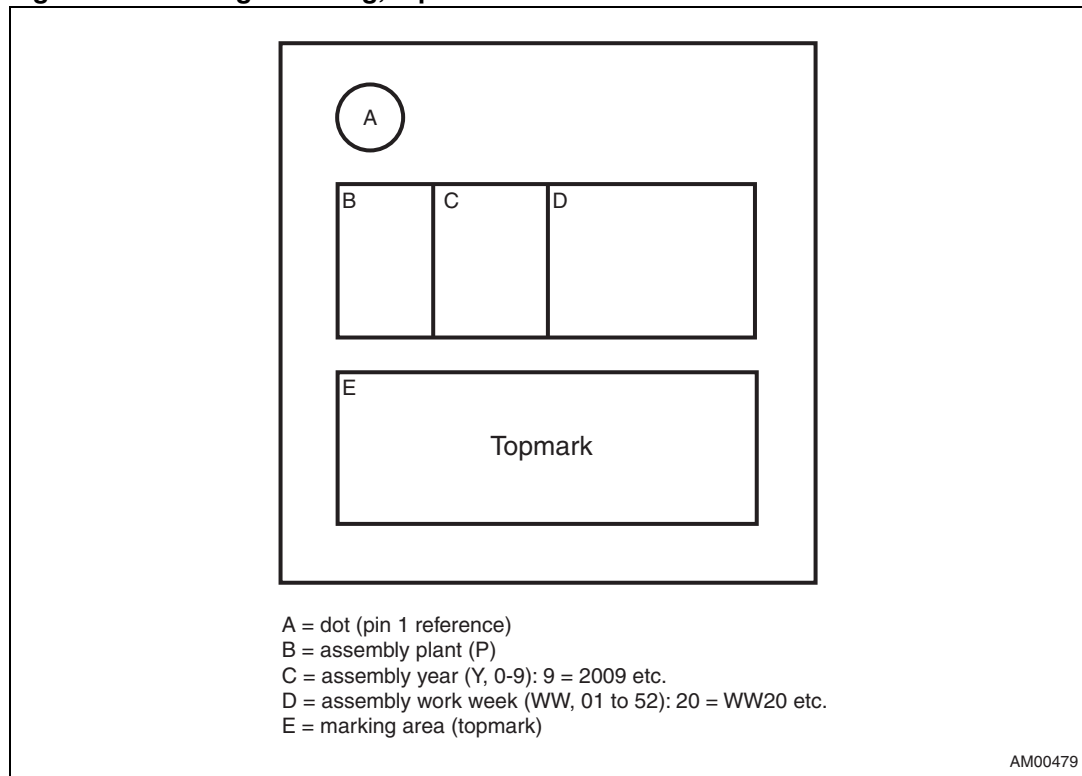 A
B C D
E
Topmark
A = dot (pin 1 reference)
B = assembly plant (P)
C = assembly year (Y, 0-9): 9 = 2009 etc.
D = assembly work week (WW, 01 to 52): 20 = WW20 etc.
E = marking area (topmark)
AM00479